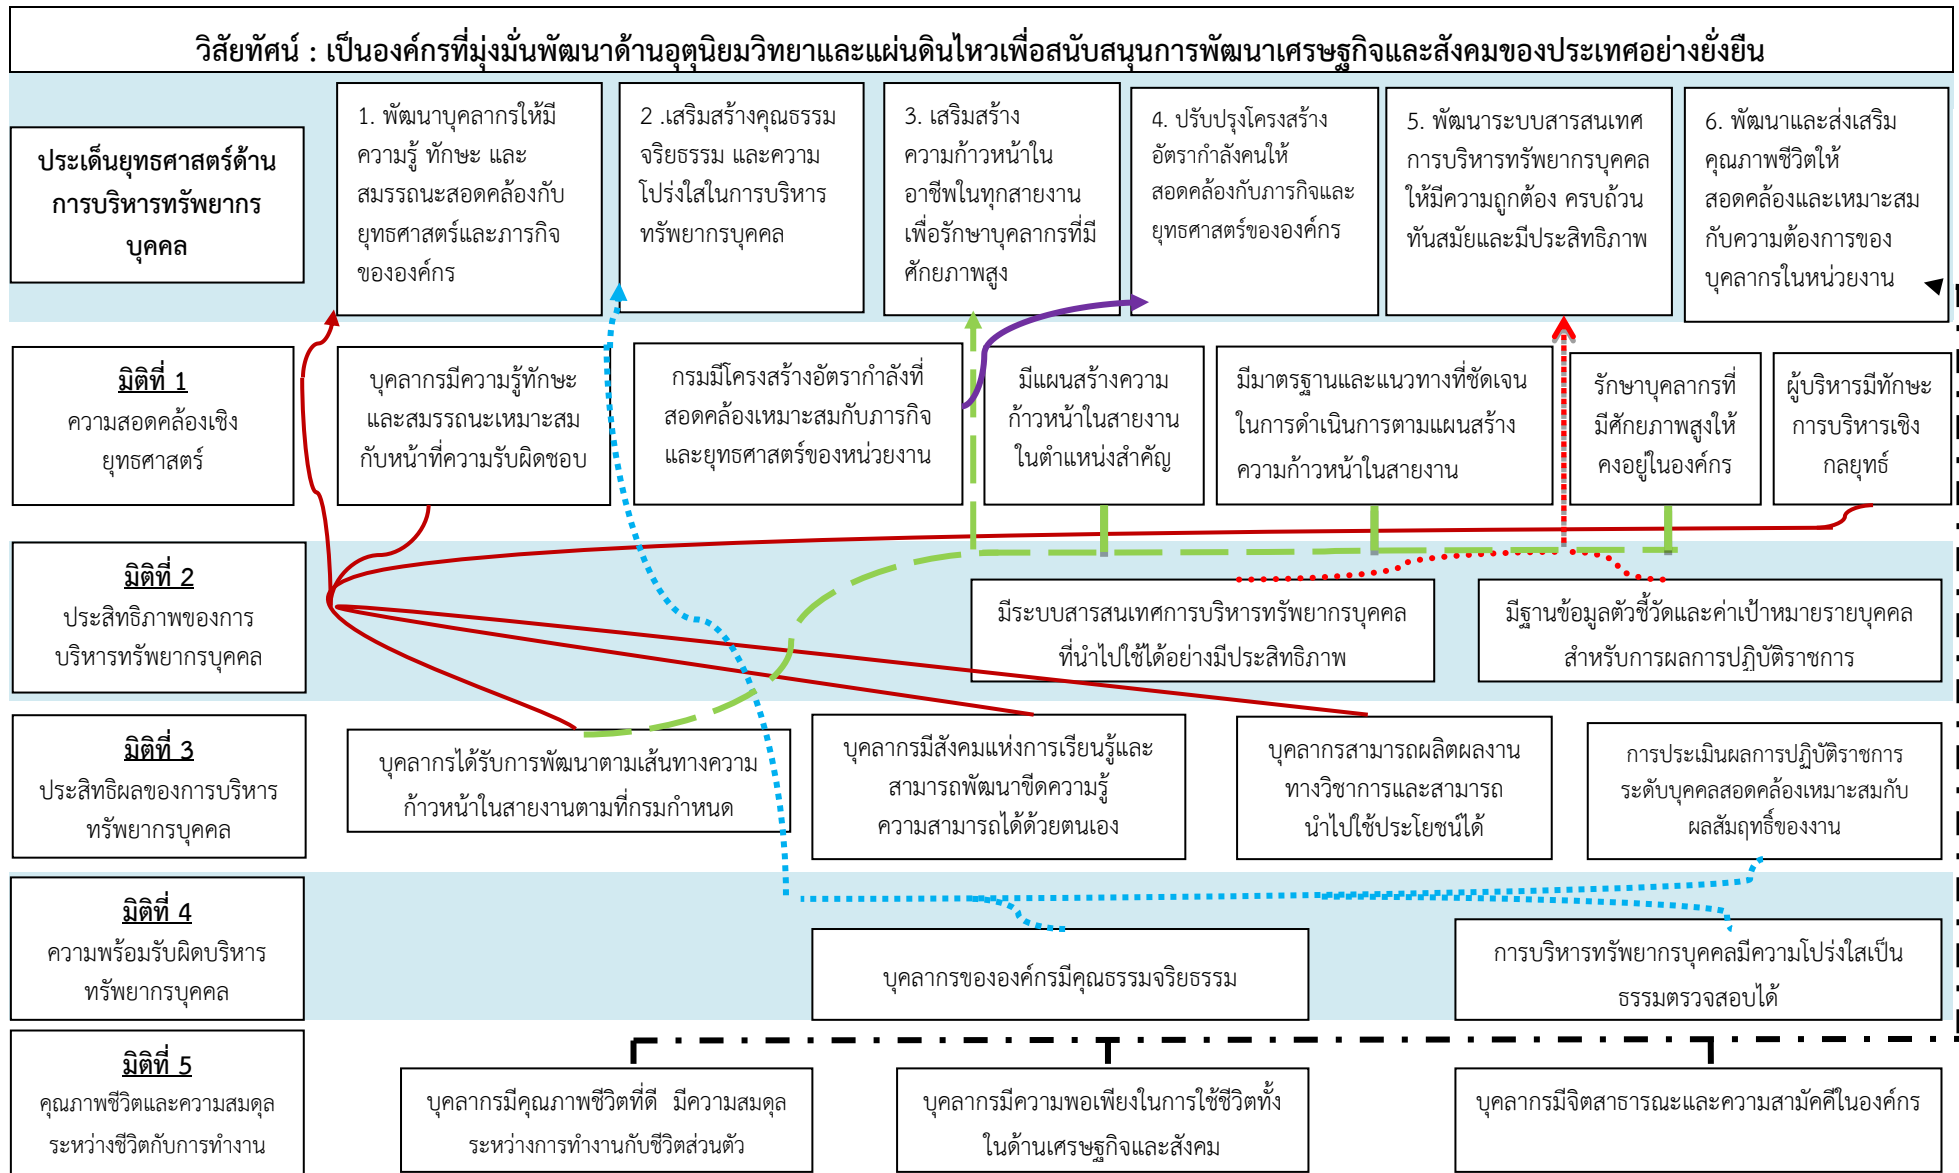 วิสัยทัศน์ : เป็นองค์กรที่มุ่งมั่นพัฒนาด้านอุตุนิยมวิทยาและแผ่นดินไหวเพื่อสนับสนุนการพัฒนาเศรษฐกิจและสังคมของประเทศอย่างยั่งยืน
ประเด็นยุทธศาสตร์ด้าน
การบริหารทรัพยากร
บุคคล
1. พัฒนาบุคลากรให้มี
ความรู้ ทักษะ และ
สมรรถนะสอดคล้องกับ
ยุทธศาสตร์และภารกิจ
ขององค์กร
2 .เสริมสร้างคุณธรรม
จริยธรรม และความ
โปร่งใสในการบริหาร
ทรัพยากรบุคคล
3. เสริมสร้าง
ความก้าวหน้าใน
อาชีพในทุกสายงาน
เพื่อรักษาบุคลากรที่มี
ศักยภาพสูง
4. ปรับปรุงโครงสร้าง
อัตรากำลังคนให้
สอดคล้องกับภารกิจและ
ยุทธศาสตร์ขององค์กร
5. พัฒนาระบบสารสนเทศ
การบริหารทรัพยากรบุคคล
ให้มีความถูกต้อง ครบถ้วน
ทันสมัยและมีประสิทธิภาพ
6. พัฒนาและส่งเสริม
คุณภาพชีวิตให้
สอดคล้องและเหมาะสม
กับความต้องการของ
บุคลากรในหน่วยงาน
มิติที่ 1
ความสอดคล้องเชิง
ยุทธศาสตร์
บุคลากรมีความรู้ทักษะ
และสมรรถนะเหมาะสม
กับหน้าที่ความรับผิดชอบ
กรมมีโครงสร้างอัตรากำลังที่
สอดคล้องเหมาะสมกับภารกิจ
และยุทธศาสตร์ของหน่วยงาน
มีแผนสร้างความ
ก้าวหน้าในสายงาน
ในตำแหน่งสำคัญ
มีมาตรฐานและแนวทางที่ชัดเจน
ในการดำเนินการตามแผนสร้าง
ความก้าวหน้าในสายงาน
รักษาบุคลากรที่
มีศักยภาพสูงให้
คงอยู่ในองค์กร
ผู้บริหารมีทักษะ
การบริหารเชิง
กลยุทธ์
มิติที่ 2
ประสิทธิภาพของการ
บริหารทรัพยากรบุคคล
มีระบบสารสนเทศการบริหารทรัพยากรบุคคล
ที่นำไปใช้ได้อย่างมีประสิทธิภาพ
มีฐานข้อมูลตัวชี้วัดและค่าเป้าหมายรายบุคคล
สำหรับการผลการปฏิบัติราชการ
มิติที่ 3
ประสิทธิผลของการบริหาร
ทรัพยากรบุคคล
บุคลากรได้รับการพัฒนาตามเส้นทางความ
ก้าวหน้าในสายงานตามที่กรมกำหนด
บุคลากรมีสังคมแห่งการเรียนรู้และ
สามารถพัฒนาขีดความรู้
ความสามารถได้ด้วยตนเอง
บุคลากรสามารถผลิตผลงาน
ทางวิชาการและสามารถ
นำไปใช้ประโยชน์ได้
การประเมินผลการปฏิบัติราชการ
ระดับบุคคลสอดคล้องเหมาะสมกับ
ผลสัมฤทธิ์ของงาน
มิติที่ 4
ความพร้อมรับผิดบริหาร
ทรัพยากรบุคคล
บุคลากรขององค์กรมีคุณธรรมจริยธรรม
การบริหารทรัพยากรบุคคลมีความโปร่งใสเป็น
ธรรมตรวจสอบได้
มิติที่ 5
คุณภาพชีวิตและความสมดุล
ระหว่างชีวิตกับการทำงาน
บุคลากรมีคุณภาพชีวิตที่ดี มีความสมดุล
ระหว่างการทำงานกับชีวิตส่วนตัว
บุคลากรมีความพอเพียงในการใช้ชีวิตทั้ง
ในด้านเศรษฐกิจและสังคม
บุคลากรมีจิตสาธารณะและความสามัคคีในองค์กร